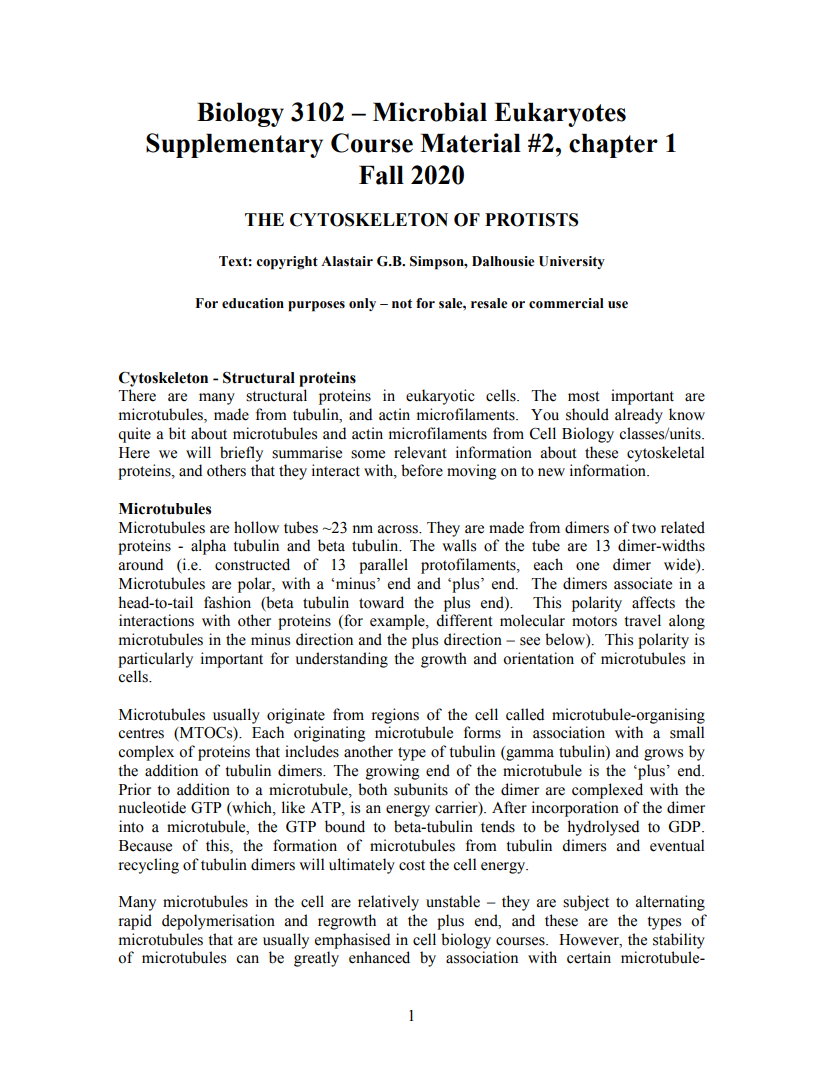 Biology 3102 – Microbial Eukaryotes
Supplementary Course Material #2, chapter 1
Fall 2020
THE CYTOSKELETON OF PROTISTS
Text: copyright Alastair G.B. Simpson, Dalhousie University
For education purposes only – not for sale, resale or commercial use
Cytoskeleton - Structural proteins
There are many structural proteins in eukaryotic cells. The most important are
microtubules, made from tubulin, and actin microfilaments. You should already know
quite a bit about microtubules and actin microfilaments from Cell Biology classes/units.
Here we will briefly summarise some relevant information about these cytoskeletal
proteins, and others that they interact with, before moving on to new information.
Microtubules
Microtubules are hollow tubes ~23 nm across. They are made from dimers of two related
proteins - alpha tubulin and beta tubulin. The walls of the tube are 13 dimer-widths
around (i.e. constructed of 13 parallel protofilaments, each one dimer wide).
Microtubules are polar, with a ‘minus’ end and ‘plus’ end. The dimers associate in a
head-to-tail fashion (beta tubulin toward the plus end). This polarity affects the
interactions with other proteins (for example, different molecular motors travel along
microtubules in the minus direction and the plus direction – see below). This polarity is
particularly important for understanding the growth and orientation of microtubules in
cells.
Microtubules usually originate from regions of the cell called microtubule-organising
centres (MTOCs). Each originating microtubule forms in association with a small
complex of proteins that includes another type of tubulin (gamma tubulin) and grows by
the addition of tubulin dimers. The growing end of the microtubule is the ‘plus’ end.
Prior to addition to a microtubule, both subunits of the dimer are complexed with the
nucleotide GTP (which, like ATP, is an energy carrier). After incorporation of the dimer
into a microtubule, the GTP bound to beta-tubulin tends to be hydrolysed to GDP.
Because of this, the formation of microtubules from tubulin dimers and eventual
recycling of tubulin dimers will ultimately cost the cell energy.
Many microtubules in the cell are relatively unstable – they are subject to alternating
rapid depolymerisation and regrowth at the plus end, and these are the types of
microtubules that are usually emphasised in cell biology courses. However, the stability
of microtubules can be greatly enhanced by association with certain microtubule-
1